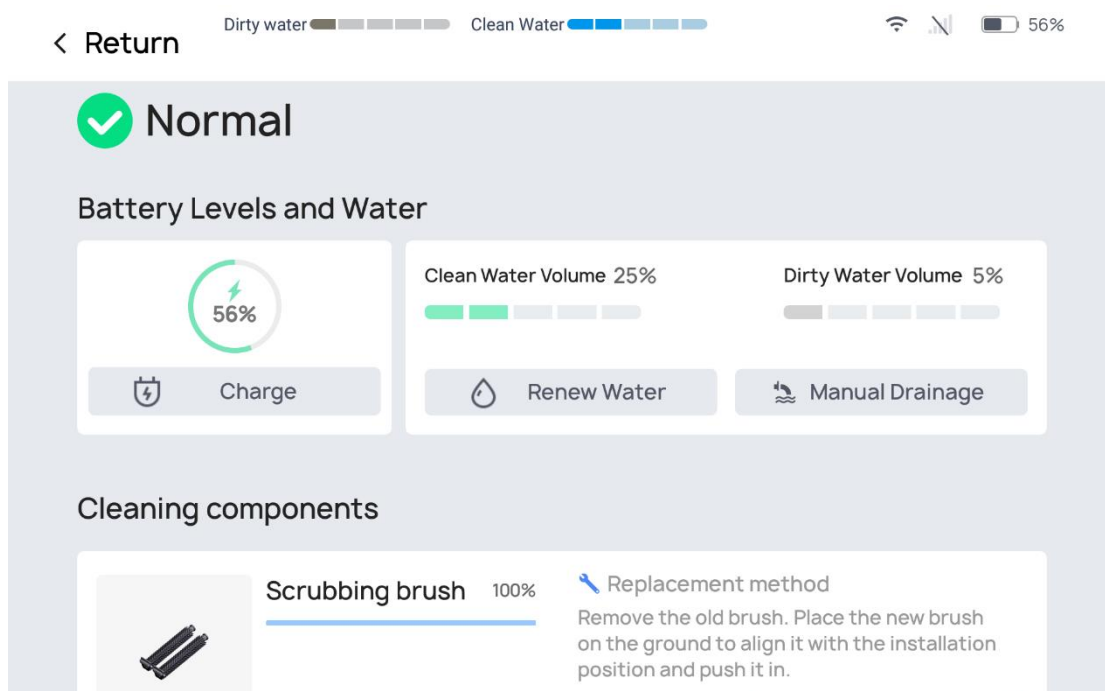 Return
Dirty water
Clean Water
56%
Normal
Battery Levels and Water
56%
Charge
Clean Water Volume 25%
Dirty Water Volume 5%
Renew Water
Manual Drainage
Cleaning components
Scrubbing brush 100%
Replacement method
Remove the old brush. Place the new brush
on the ground to align it with the installation
position and push it in.